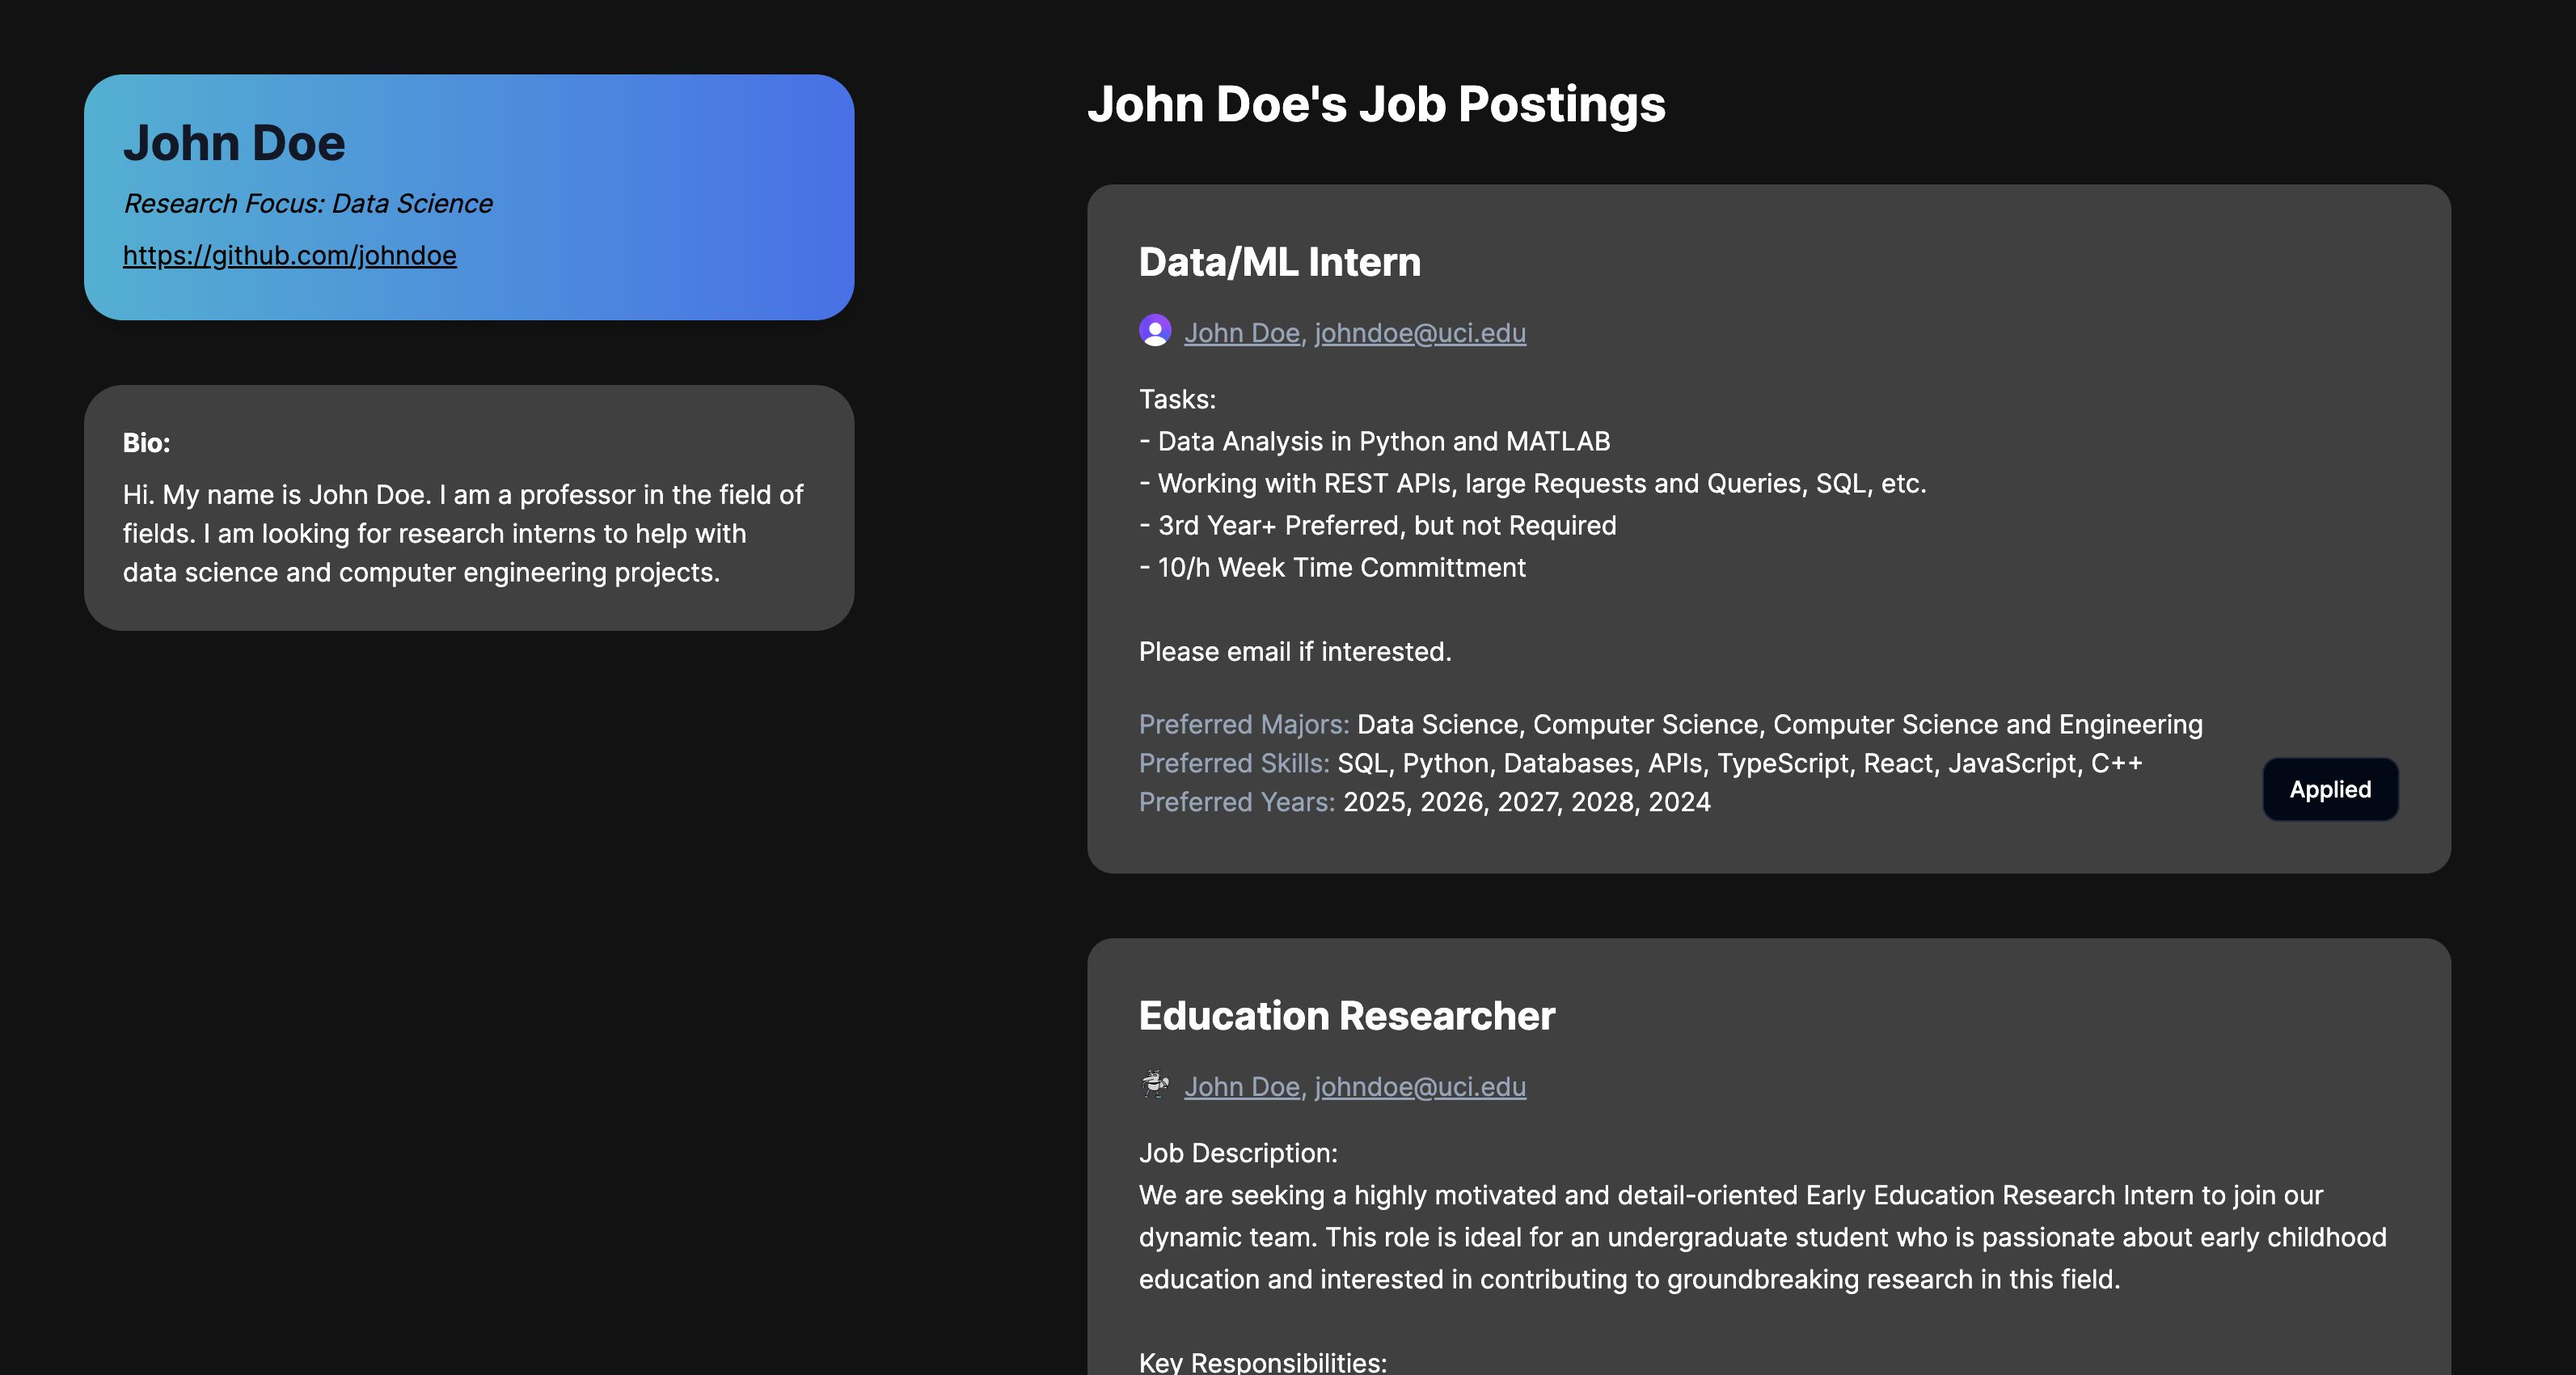 John Doe
Research Focus: Data Science
https://github.com/johndoe
Bio:
Hi. My name is John Doe. I am a professor in the field of
fields. I am looking for research interns to help with
data science and computer engineering projects.
John Doe's Job Postings
Data/ML Intern
John Doe, johndoe@uci.edu
Tasks:
- Data Analysis in Python and MATLAB
- Working with REST APIs, large Requests and Queries, SQL, etc.
- 3rd Year+ Preferred, but not Required
- 10/h Week Time Committment
Please email if interested.
Preferred Majors: Data Science, Computer Science, Computer Science and Engineering
Preferred Skills: SQL, Python, Databases, APIs, TypeScript, React, JavaScript, C++
Preferred Years: 2025, 2026, 2027, 2028, 2024
Applied
Education Researcher
John Doe, johndoe@uci.edu
Job Description:
We are seeking a highly motivated and detail-oriented Early Education Research Intern to join our
dynamic team. This role is ideal for an undergraduate student who is passionate about early childhood
education and interested in contributing to groundbreaking research in this field.
Key Responsibilities: